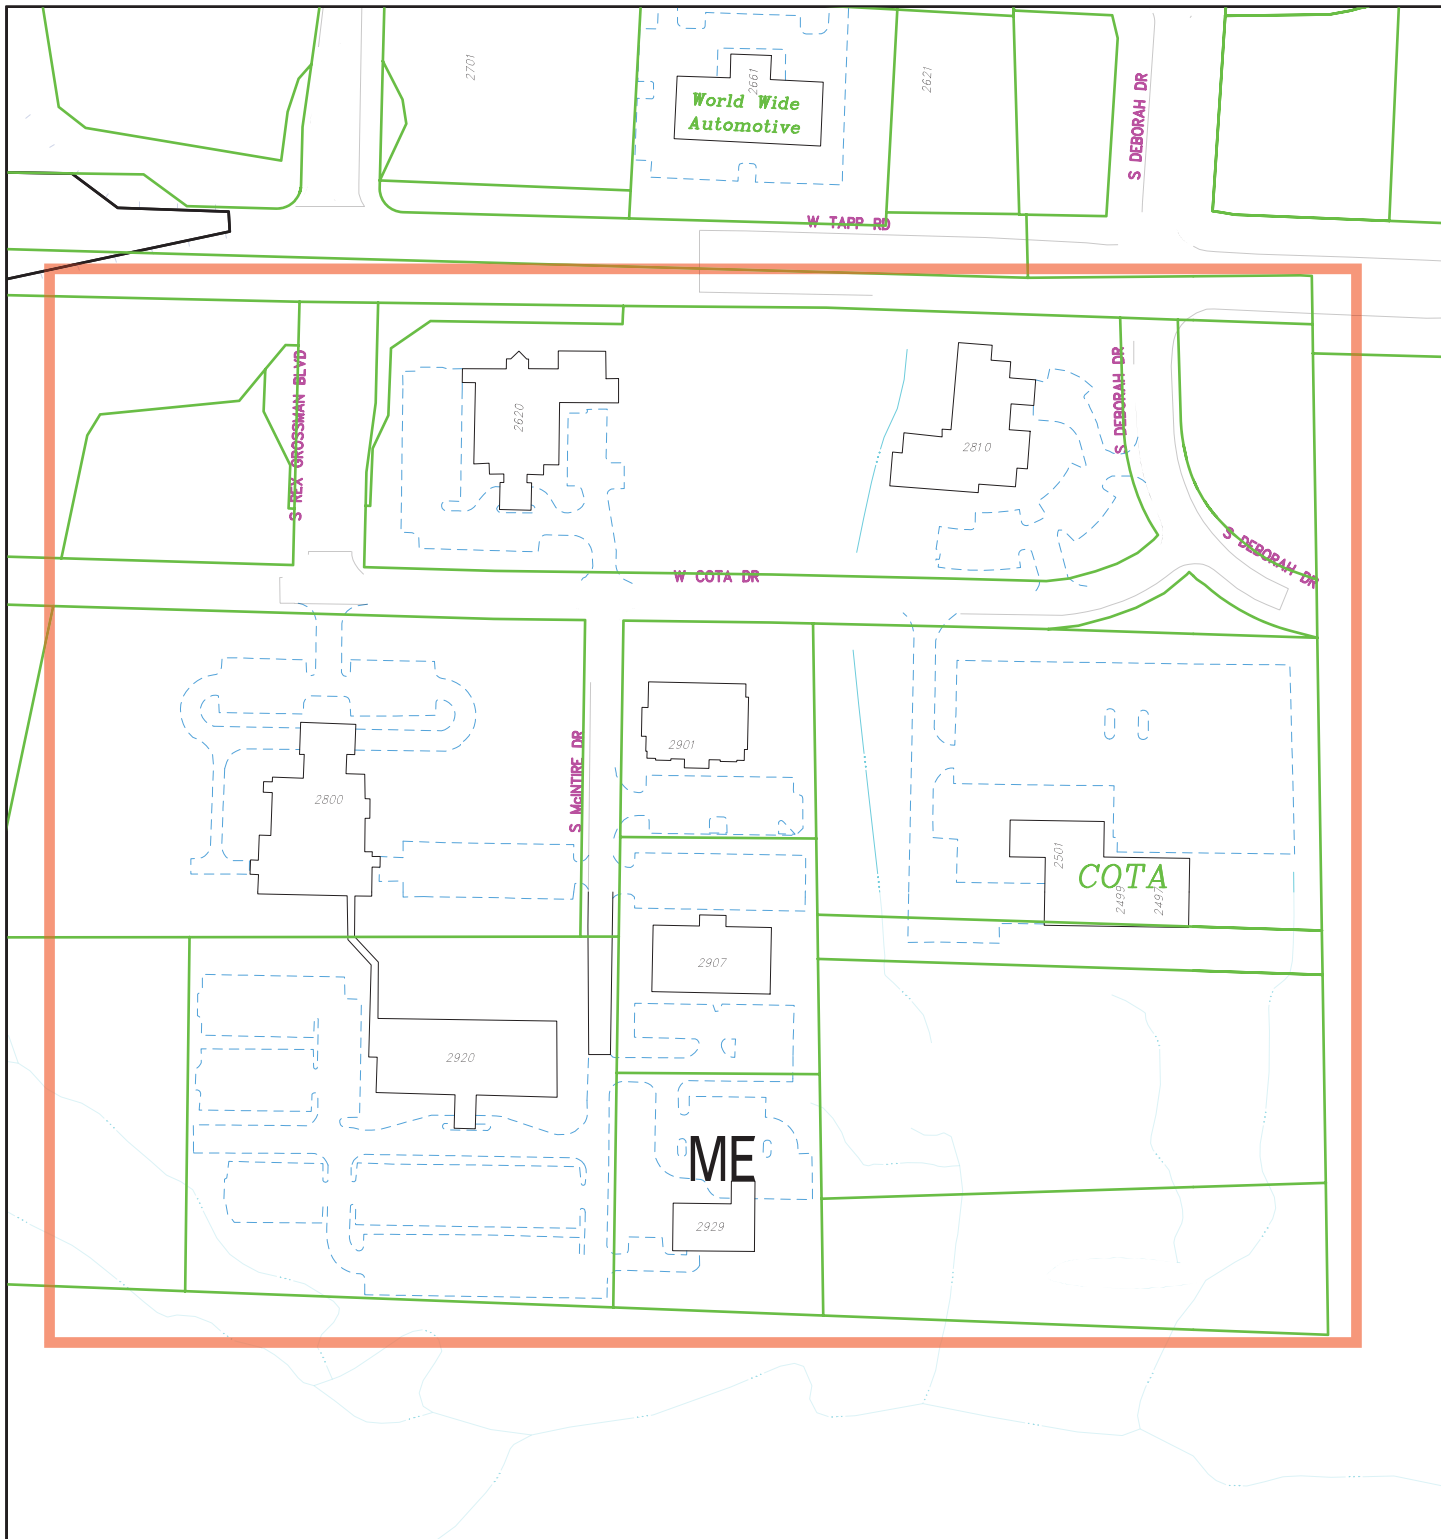 2701
2661
2621
World Wide
Automotive
S DEBORAH DR
W TAPP RD
S REX GROSSMAN BLVD
2620
2810
S DEBORAH DR
S DEBORAH DR
W COTA DR
2901
S McINTIRE DR
2800
2501
COTA
2499
2497
2907
2920
ME
2929